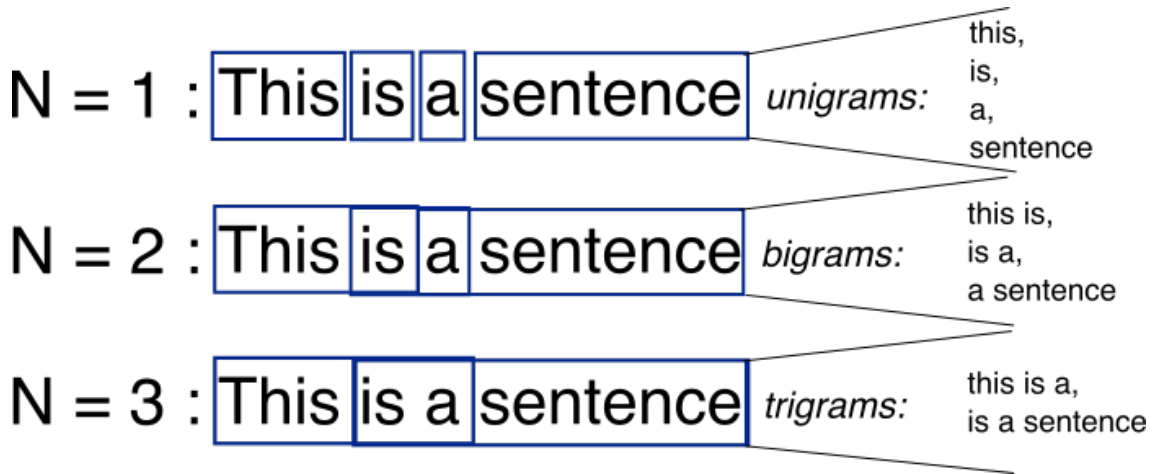 N = 1 : This is a sentence unigrams:
this,
is,
a,
sentence
N = 2 : This is a sentence bigrams:
this is,
is a,
a sentence
N = 3 : This is a sentence trigrams:
this is a,
is a sentence